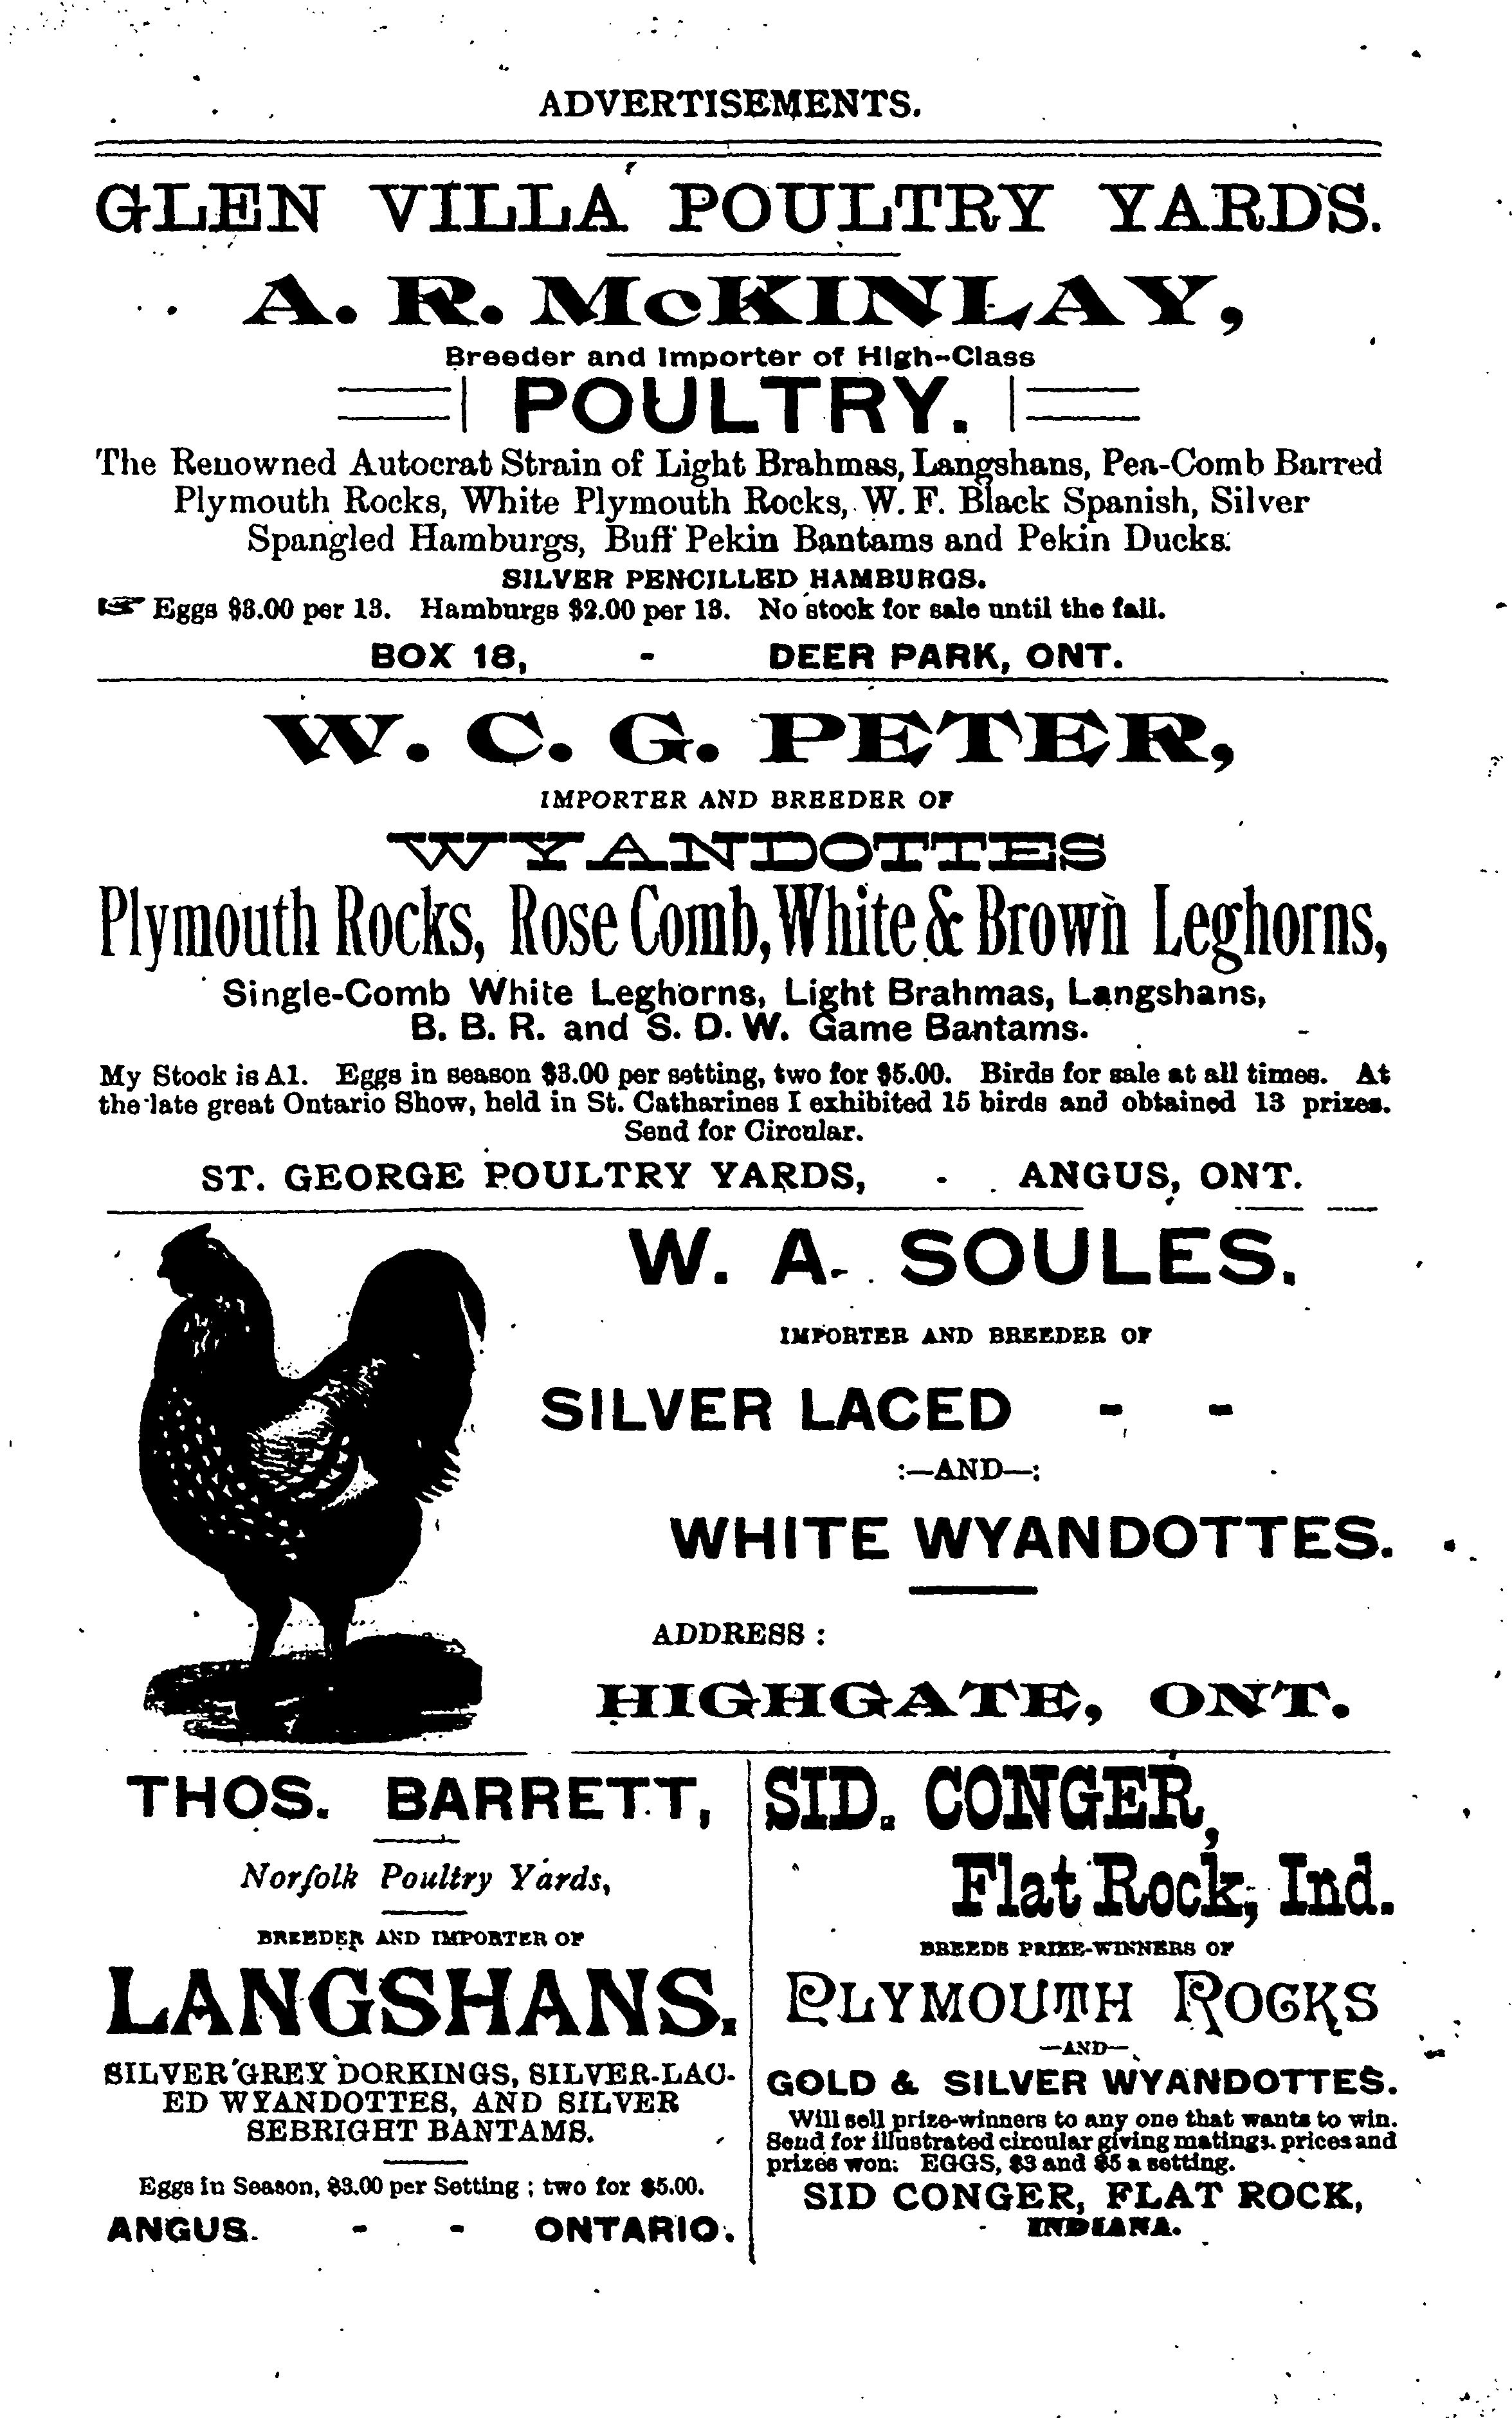 ADVERTISEMENTS.
GLEN VILLA POULTRY YARDS.
A. R. McKINLAY,
Breeder and Importer of High-Class
POULTRY.
The Renowned Autocrat Strain of Light Brahmas, Langshans, Pea-Comb Barred
Plymouth Rocks, White Plymouth Rocks, W. F. Black Spanish, Silver
Spangled Hamburgs, Buff Pekin Bantams and Pekin Ducks.
SILVER PENCILLED HAMBURGS.
☞ Eggs $3.00 per 13. Hamburgs $2.00 per 13. No stock for sale until the fall.
BOX 18, - DEER PARK, ONT.
W. C. G. PETER,
IMPORTER AND BREEDER OF
WYANDOTTES
Plymouth Rocks, Rose Comb, White & Brown Leghorns,
Single-Comb White Leghorns, Light Brahmas, Langshans,
B. B. R. and S. D. W. Game Bantams.
My Stock is A1. Eggs in season $3.00 per setting, two for $5.00. Birds for sale at all times. At
the late great Ontario Show, held in St. Catharines I exhibited 15 birds and obtained 13 prizes.
Send for Circular.
ST. GEORGE POULTRY YARDS, - ANGUS, ONT.
W. A. SOULES.
IMPORTER AND BREEDER OF
SILVER LACED - -
:—AND—:
WHITE WYANDOTTES.
ADDRESS :
HIGHGATE, ONT.
THOS. BARRETT,
Norfolk Poultry Yards,
BREEDER AND IMPORTER OF
LANGSHANS.
SILVER GREY DORKINGS, SILVER-LAC-
ED WYANDOTTES, AND SILVER
SEBRIGHT BANTAMS.
Eggs in Season, $3.00 per Setting ; two for $5.00.
ANGUS. - - ONTARIO.
SID. CONGER,
Flat Rock, Ind.
BREEDS PRIZE-WINNERS OF
PLYMOUTH ROCKS
—AND—
GOLD & SILVER WYANDOTTES.
Will sell prize-winners to any one that wants to win.
Send for illustrated circular giving matings, prices and
prizes won. EGGS, $3 and $5 a setting.
SID CONGER, FLAT ROCK,
- INDIANA.